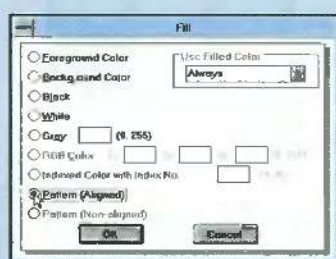 Fill
Foreground Color
Use Filled Color
Background Color
Always
Black
White
Gray (0, 255)
RGB Color
Indexed Color with Index No.
Pattern (Aligned)
Pattern (Non-aligned)
OK
Cancel